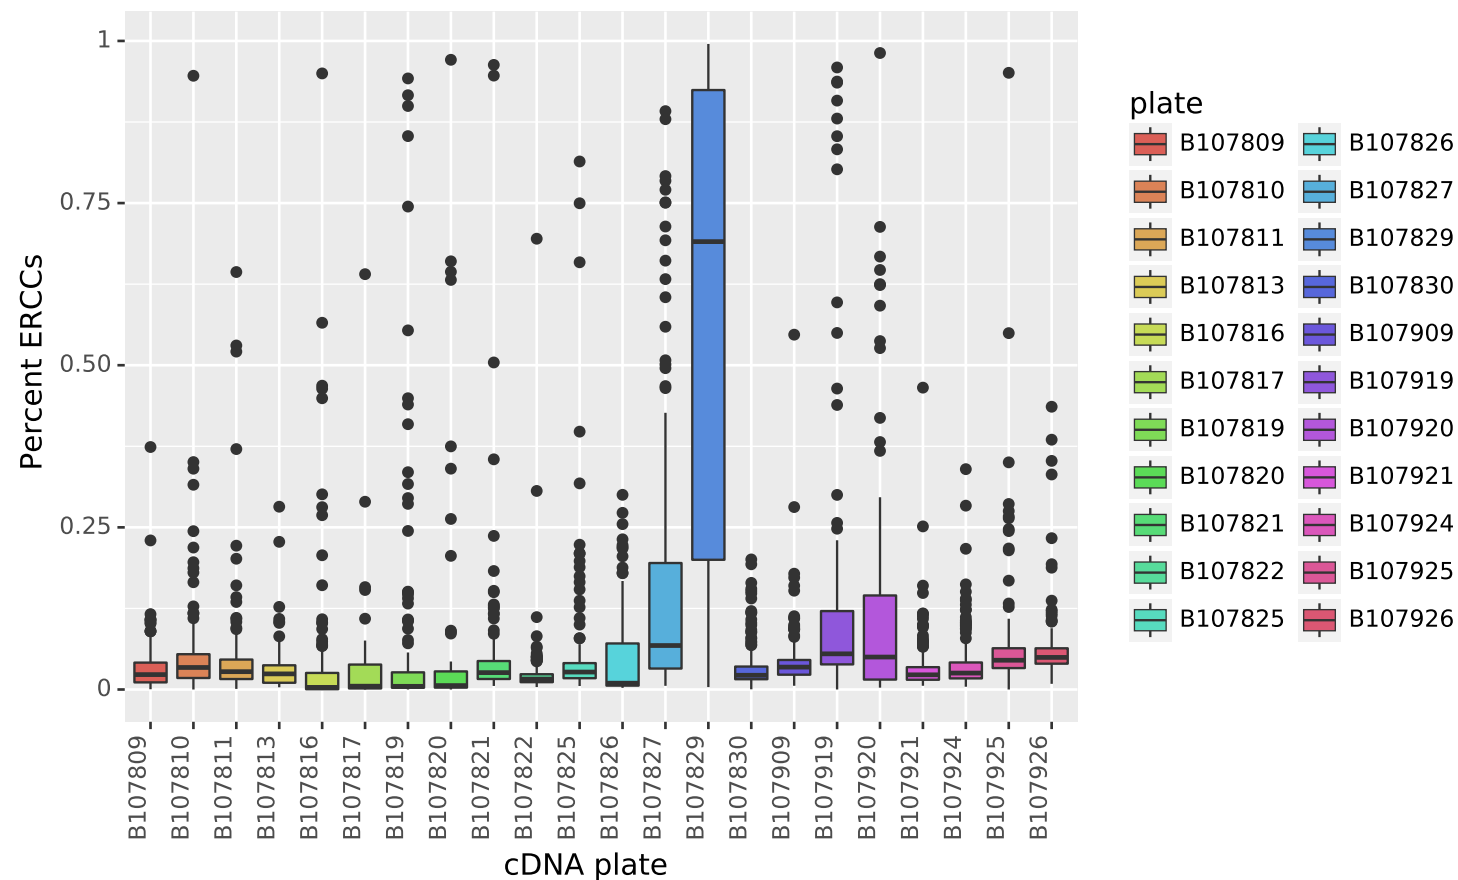 Percent ERCCs
1
0.75
0.50
0.25
0
B107809
B107810
B107811
B107813
B107816
B107817
B107819
B107820
B107821
B107822
B107825
B107826
B107827
B107829
B107830
B107909
B107919
B107920
B107921
B107924
B107925
B107926
cDNA plate
plate
B107809
B107810
B107811
B107813
B107816
B107817
B107819
B107820
B107821
B107822
B107825
B107826
B107827
B107829
B107830
B107909
B107919
B107920
B107921
B107924
B107925
B107926